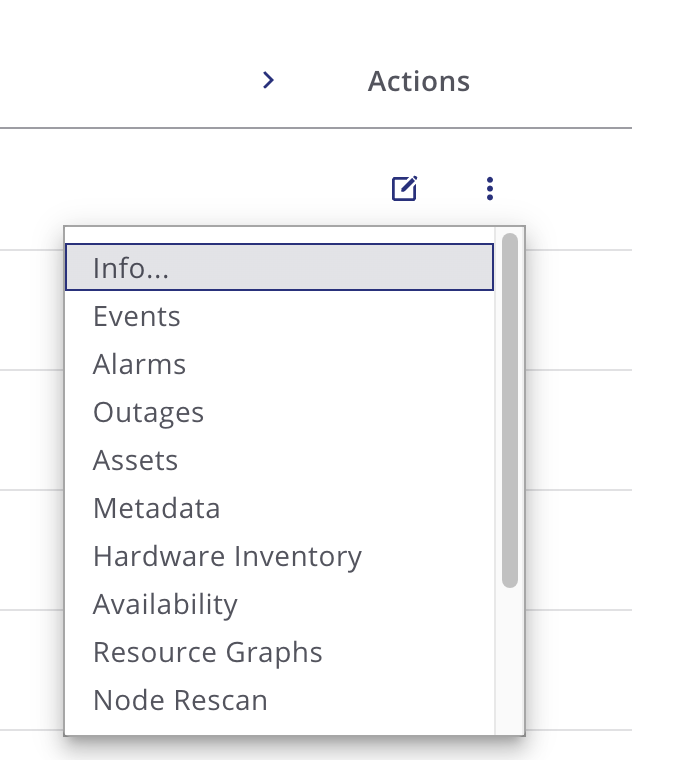 Actions
Info...
Events
Alarms
Outages
Assets
Metadata
Hardware Inventory
Availability
Resource Graphs
Node Rescan